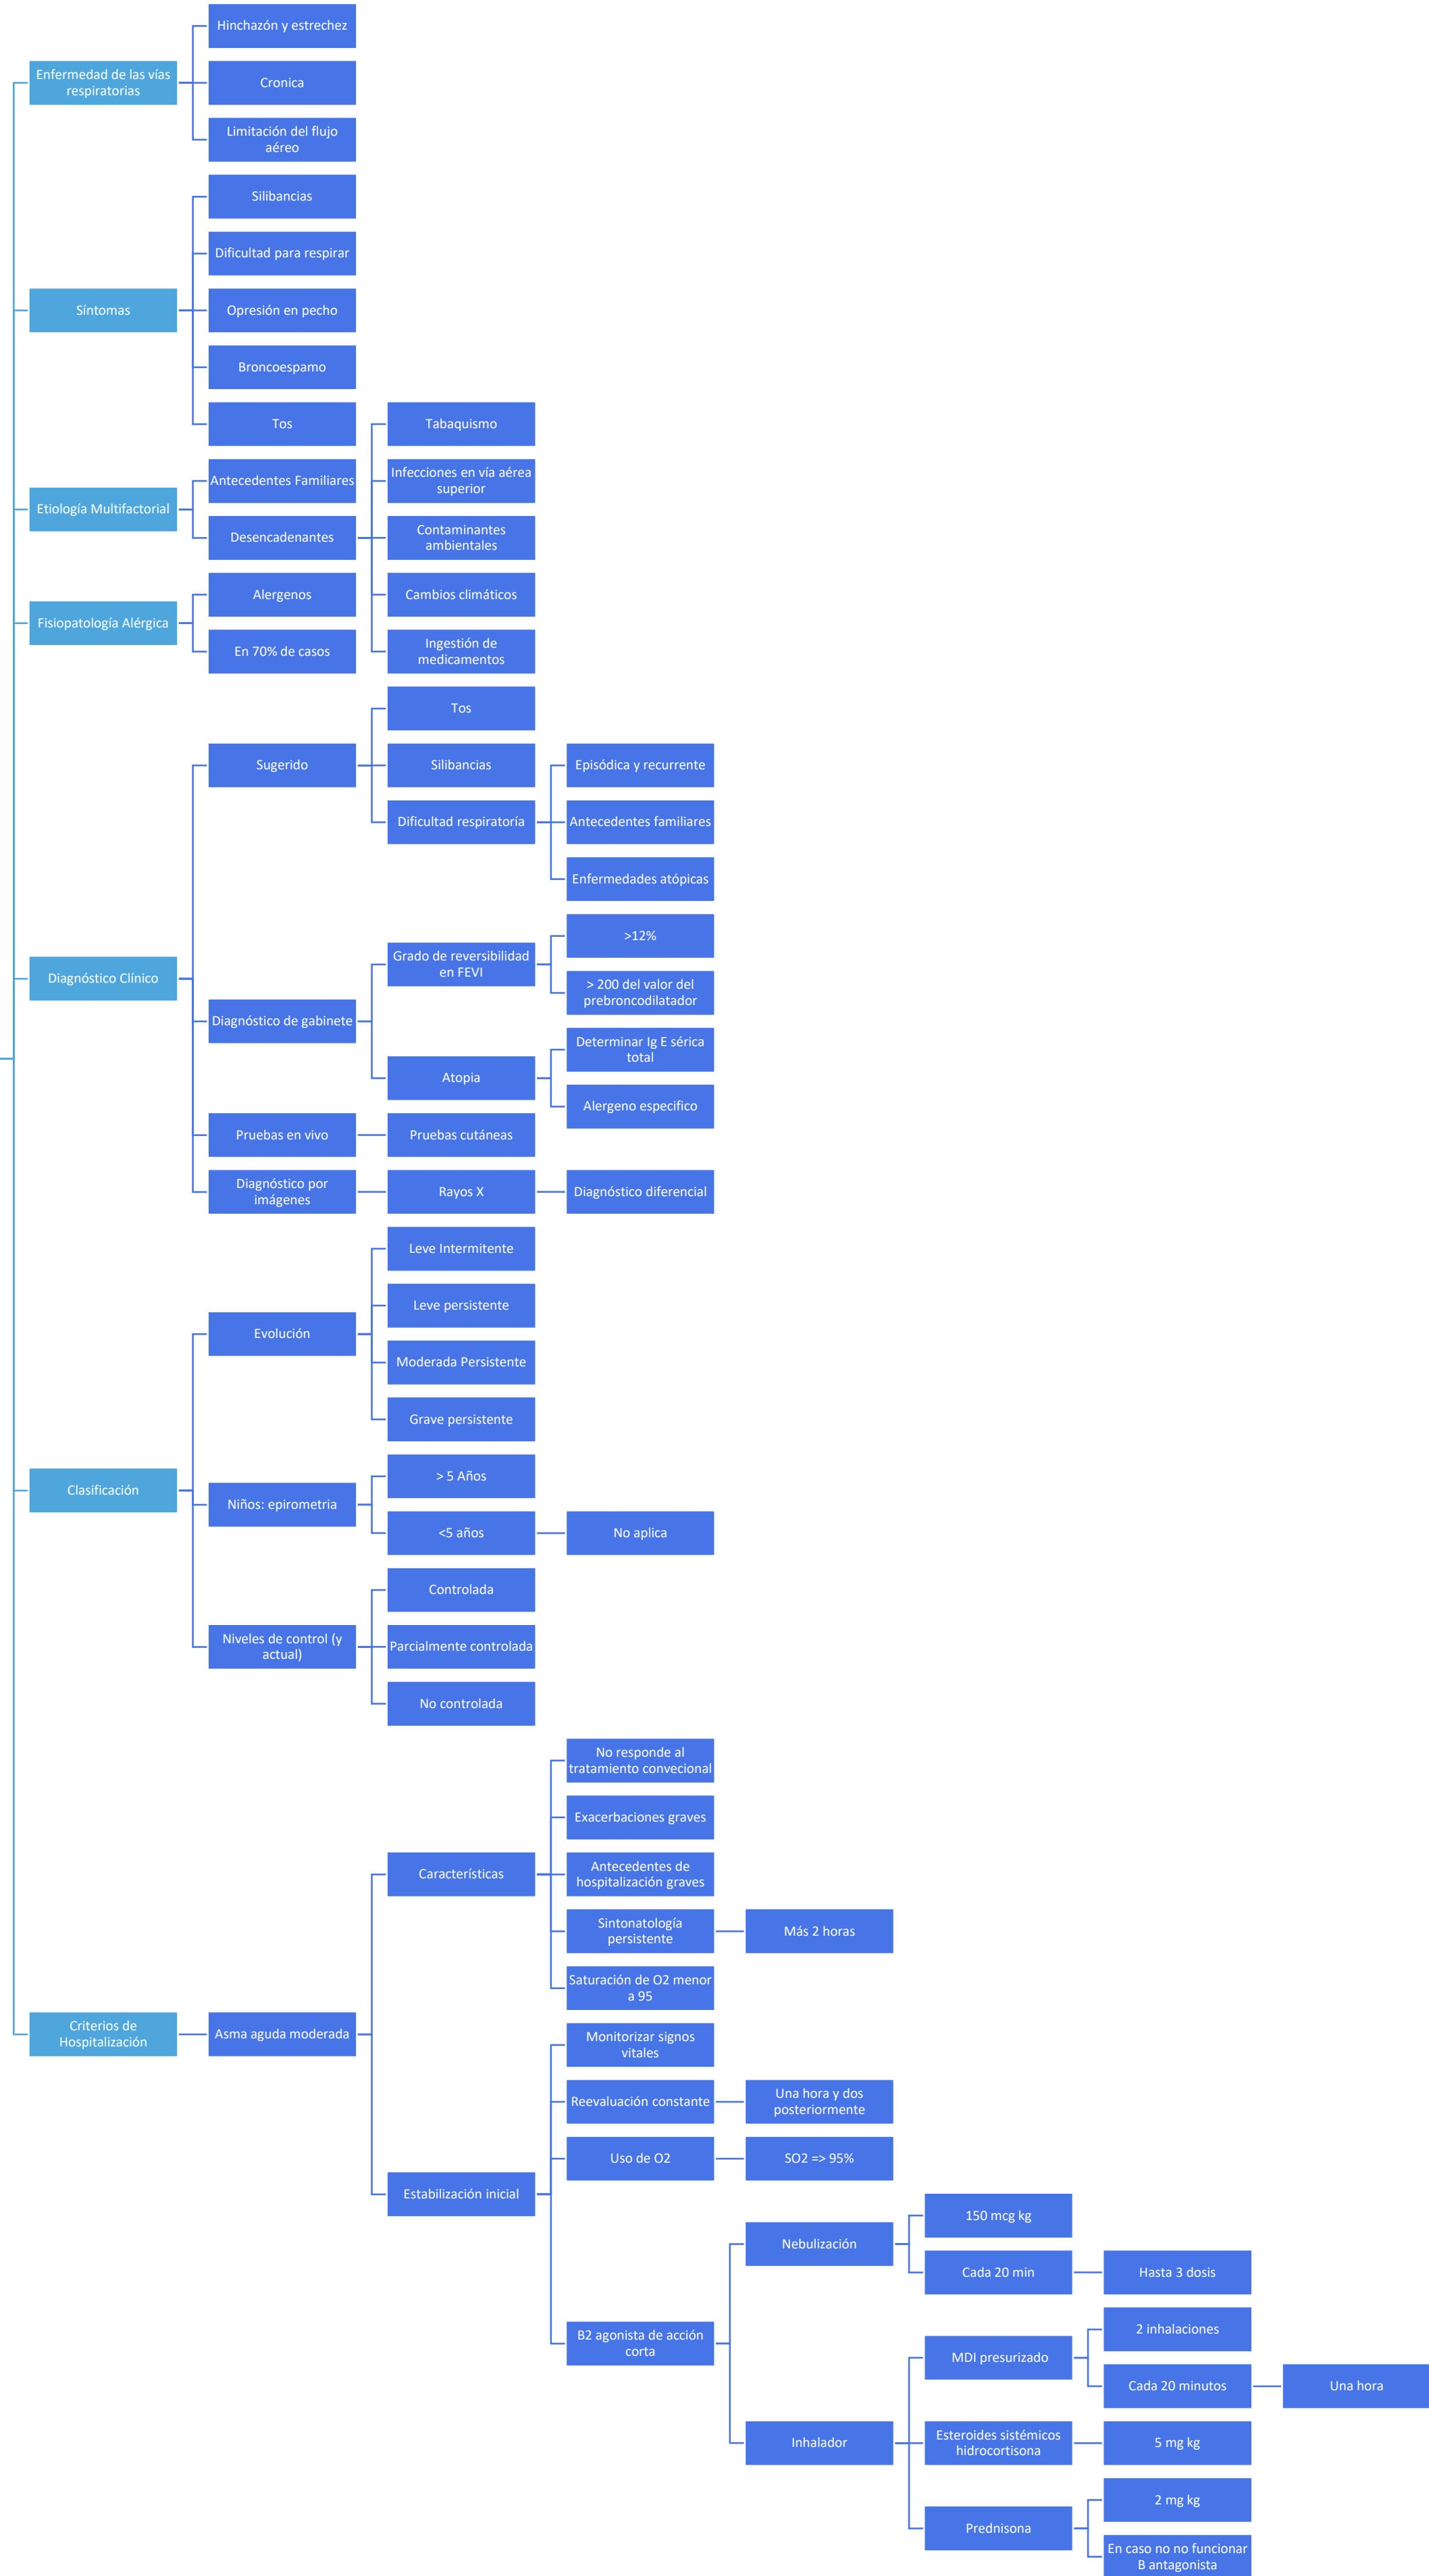 Hinchazón y estrechez
Enfermedad de las vías
respiratorias
Cronica
Limitación del flujo
aéreo
Silibancias
Dificultad para respirar
Síntomas
Opresión en pecho
Broncoespamo
Tos
Tabaquismo
Etiología Multifactorial
Antecedentes Familiares
Infecciones en vía aérea
superior
Desencadenantes
Contaminantes
ambientales
Fisiopatología Alérgica
Alergenos
Cambios climáticos
En 70% de casos
Ingestión de
medicamentos
Tos
Sugerido
Silibancias
Episódica y recurrente
Dificultad respiratoría
Antecedentes familiares
Enfermedades atópicas
Diagnóstico Clínico
Grado de reversibilidad
en FEVI
>12%
> 200 del valor del
prebroncodilatador
Diagnóstico de gabinete
Determinar Ig E sérica
total
Atopia
Alergeno especifico
Pruebas en vivo
Pruebas cutáneas
Diagnóstico por
imágenes
Rayos X
Diagnóstico diferencial
Leve Intermitente
Leve persistente
Evolución
Moderada Persistente
Grave persistente
Clasificación
Niños: epirometria
> 5 Años
<5 años
No aplica
Controlada
Niveles de control (y
actual)
Parcialmente controlada
No controlada
No responde al
tratamiento convecional
Exacerbaciones graves
Características
Antecedentes de
hospitalización graves
Sintonatología
persistente
Más 2 horas
Saturación de O2 menor
a 95
Criterios de
Hospitalización
Asma aguda moderada
Monitorizar signos
vitales
Reevaluación constante
Una hora y dos
posteriormente
Uso de O2
SO2 => 95%
Estabilización inicial
Nebulización
150 mcg kg
Cada 20 min
Hasta 3 dosis
B2 agonista de acción
corta
MDI presurizado
2 inhalaciones
Cada 20 minutos
Una hora
Inhalador
Esteroides sistémicos
hidrocortisona
5 mg kg
Prednisona
2 mg kg
En caso no no funcionar
B antagonista